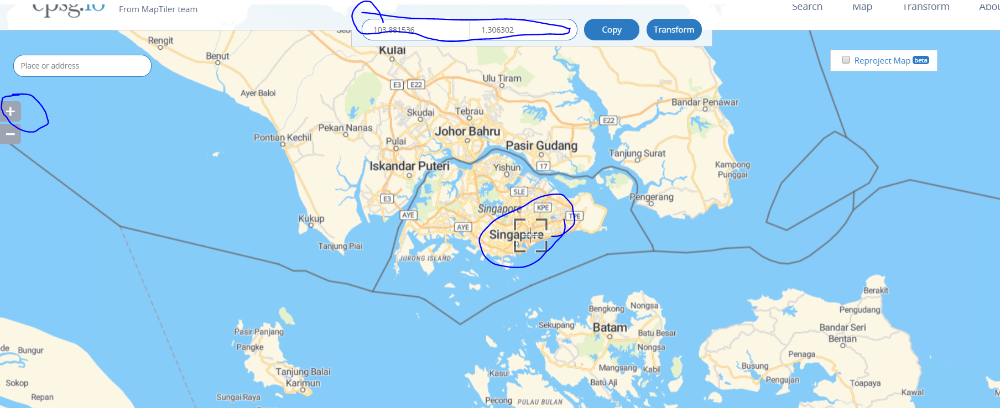 epsg.io From MapTiler team
Search Map Transform
103.881536 1.306302 Copy Transform
Place or address
Reproject Map beta
+
−
Rengit
Benut
Kulai
Ayer Baloi
E3 E22
Ulu Tiram
Bandar Penawar
Skudai
Tebrau
E22
Pekan Nanas
Johor Bahru
Pontian Kechil
Pulai
Pasir Gudang
Tanjung Surat
Iskandar Puteri
Yishun
17
Kampong
Punggai
SLE
E3
Pengerang
Singapore
KPE
AYE
TPE
Kukup
AYE
Singapore
Tanjung Piai
JURONG ISLAND
Berakit
Bengkong
Nongsa
Pengudang
Sekupang
Batam
Batu Besar
Bandar Seri
Bentan
Pasir Panjang
Pangke
Nongsa
Bungur
Penaga
Tanjung Balai
Karimun
Kasu
Mangsang
Kabil
Busung
Sokop
Batu Aji
Pengujan
Toapaya
Repan
Sungai Raya
Pecong
PULAU BULAN
Kawal